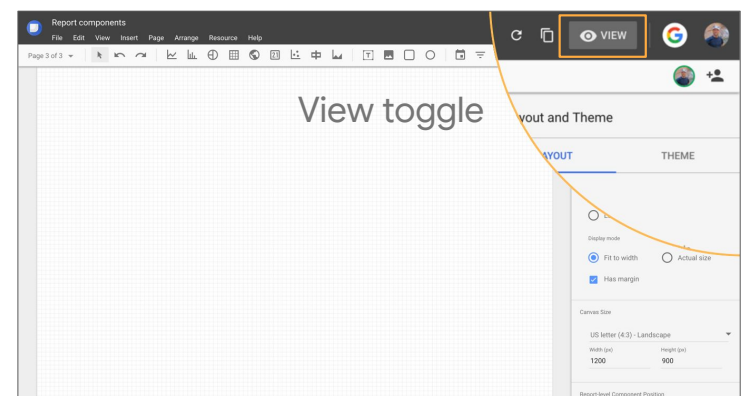 Report components
File Edit View Insert Page Arrange Resource Help
VIEW
G
Page 3 of 3
21
T
View toggle
yout and Theme
AYOUT THEME
Display mode
Fit to width Actual size
Has margin
Canvas Size
US letter (4:3) - Landscape
Width (px) Height (px)
1200 900
Report-level Component Position